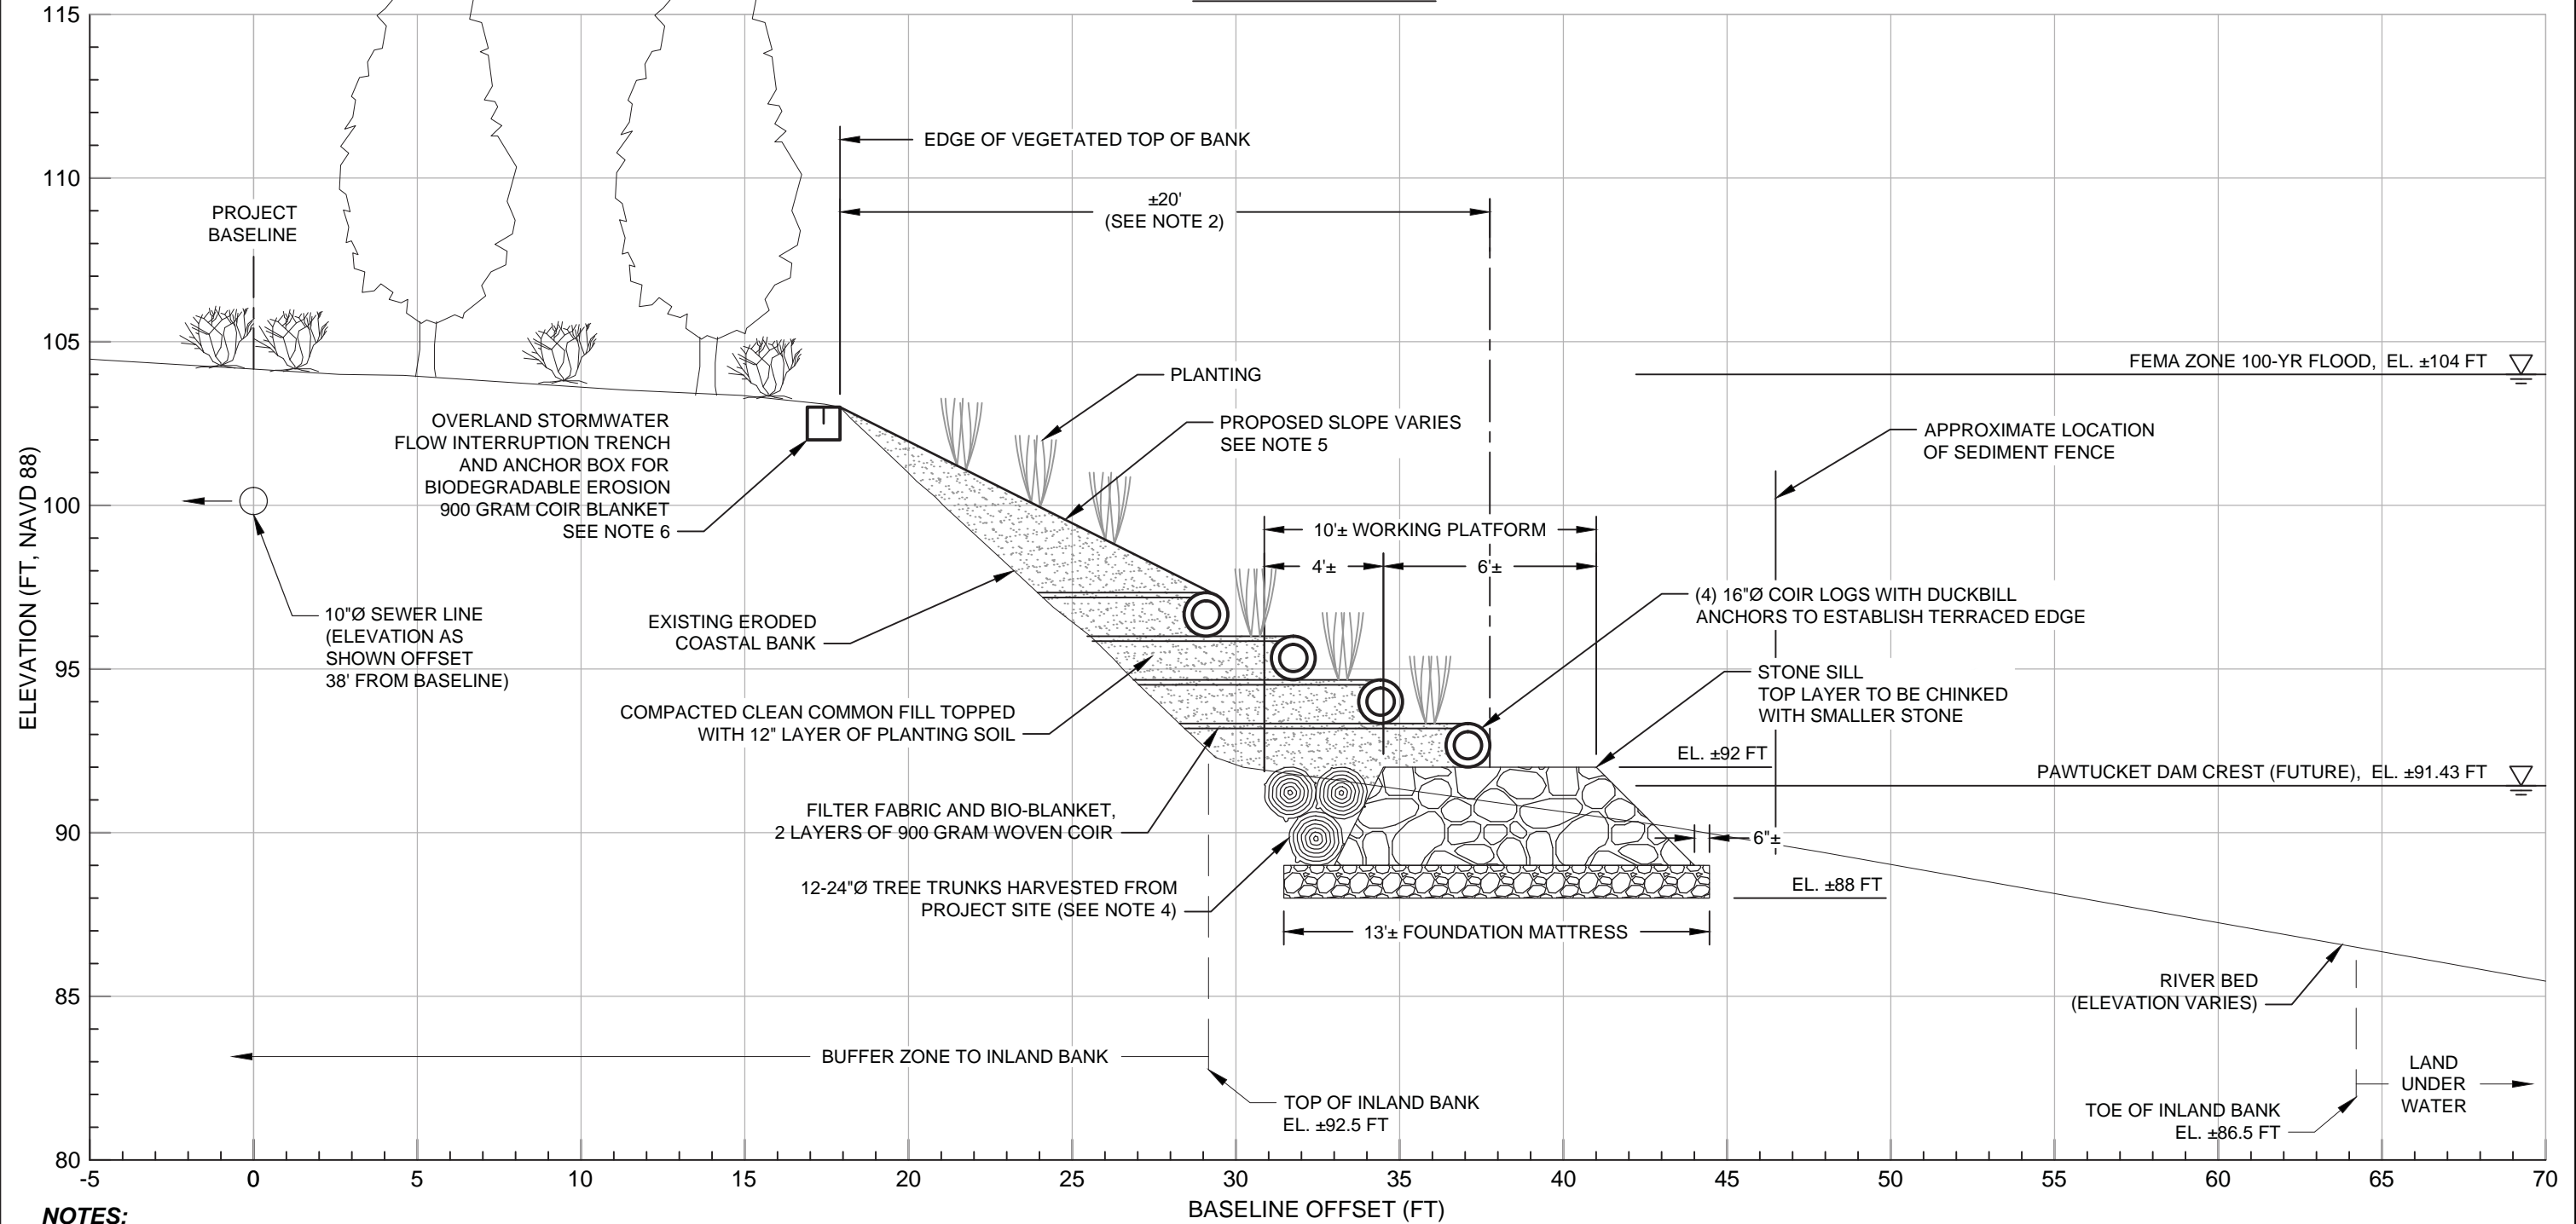 115
110
105
100
95
90
85
80
ELEVATION (FT, NAVD 88)
-5
0
5
10
15
20
25
30
35
40
45
50
55
60
65
70
BASELINE OFFSET (FT)
EDGE OF VEGETATED TOP OF BANK
±20'
(SEE NOTE 2)
PROJECT
BASELINE
PLANTING
PROPOSED SLOPE VARIES
SEE NOTE 5
FEMA ZONE 100-YR FLOOD, EL. ±104 FT
OVERLAND STORMWATER
FLOW INTERRUPTION TRENCH
AND ANCHOR BOX FOR
BIODEGRADABLE EROSION
900 GRAM COIR BLANKET
SEE NOTE 6
APPROXIMATE LOCATION
OF SEDIMENT FENCE
10'± WORKING PLATFORM
4'±
6'±
10"Ø SEWER LINE
(ELEVATION AS
SHOWN OFFSET
38' FROM BASELINE)
EXISTING ERODED
COASTAL BANK
(4) 16"Ø COIR LOGS WITH DUCKBILL
ANCHORS TO ESTABLISH TERRACED EDGE
STONE SILL
TOP LAYER TO BE CHINKED
WITH SMALLER STONE
COMPACTED CLEAN COMMON FILL TOPPED
WITH 12" LAYER OF PLANTING SOIL
EL. ±92 FT
PAWTUCKET DAM CREST (FUTURE), EL. ±91.43 FT
FILTER FABRIC AND BIO-BLANKET,
2 LAYERS OF 900 GRAM WOVEN COIR
6"±
12-24"Ø TREE TRUNKS HARVESTED FROM
PROJECT SITE (SEE NOTE 4)
EL. ±88 FT
13'± FOUNDATION MATTRESS
RIVER BED
(ELEVATION VARIES)
BUFFER ZONE TO INLAND BANK
TOP OF INLAND BANK
EL. ±92.5 FT
LAND
UNDER
WATER
TOE OF INLAND BANK
EL. ±86.5 FT
NOTES: